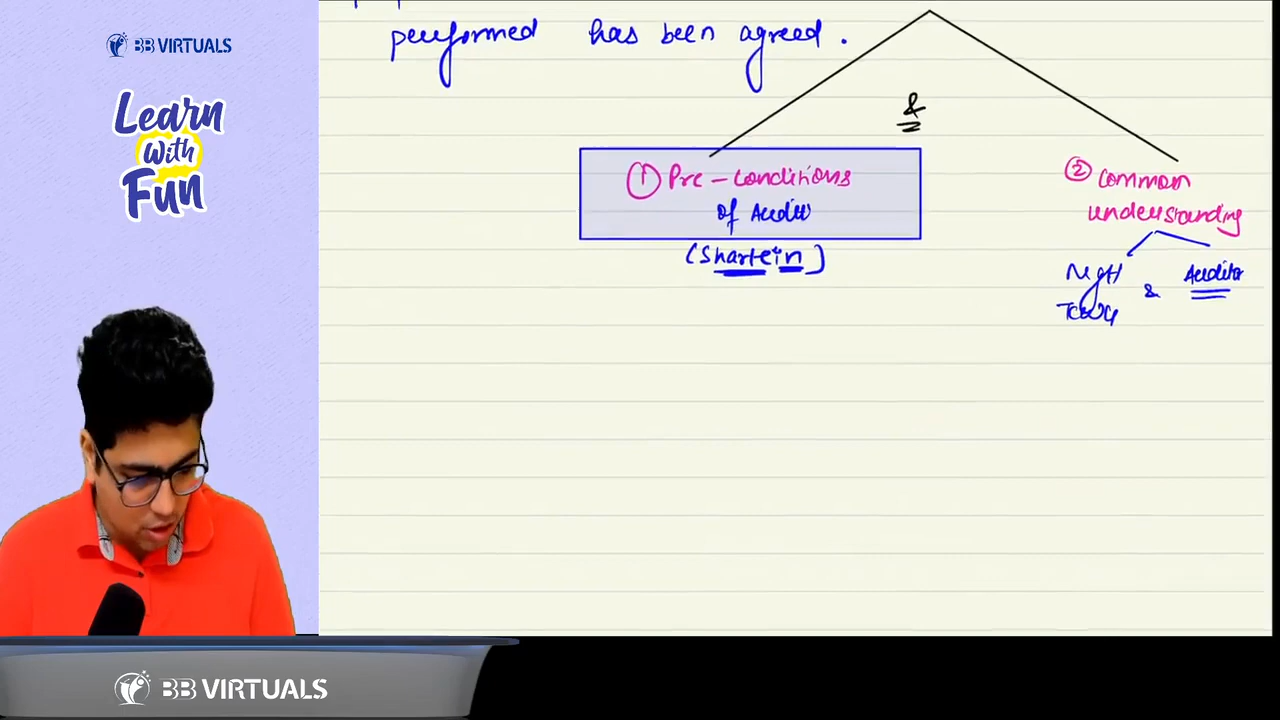 BB VIRTUALS
Learn
With
Fun
performed has been agreed.
&
① Pre-conditions
of Audit
(Shartein)
② Common
understanding
Mgt
TCWG
&
Auditor
BB VIRTUALS